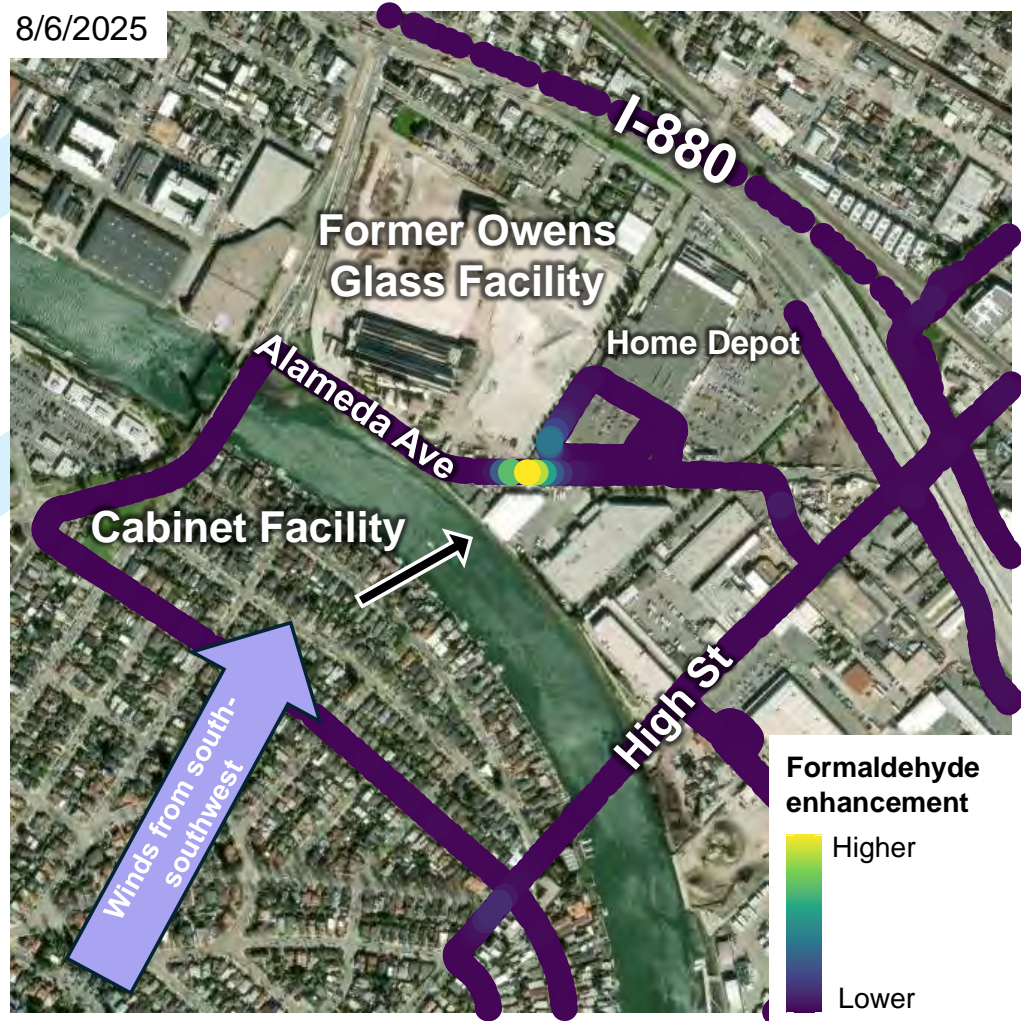 8/6/2025
I-880
Former Owens
Glass Facility
Home Depot
Alameda Ave
Cabinet Facility
High St
Winds from south-
southwest
Formaldehyde
enhancement
Higher
Lower